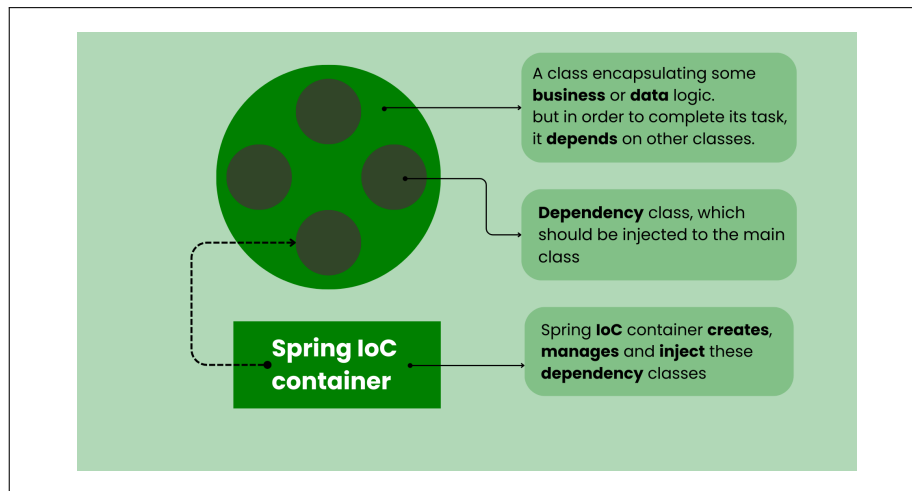 A class encapsulating some
business or data logic.
but in order to complete its task,
it depends on other classes.
Dependency class, which
should be injected to the main
class
Spring IoC
container
Spring IoC container creates,
manages and inject these
dependency classes